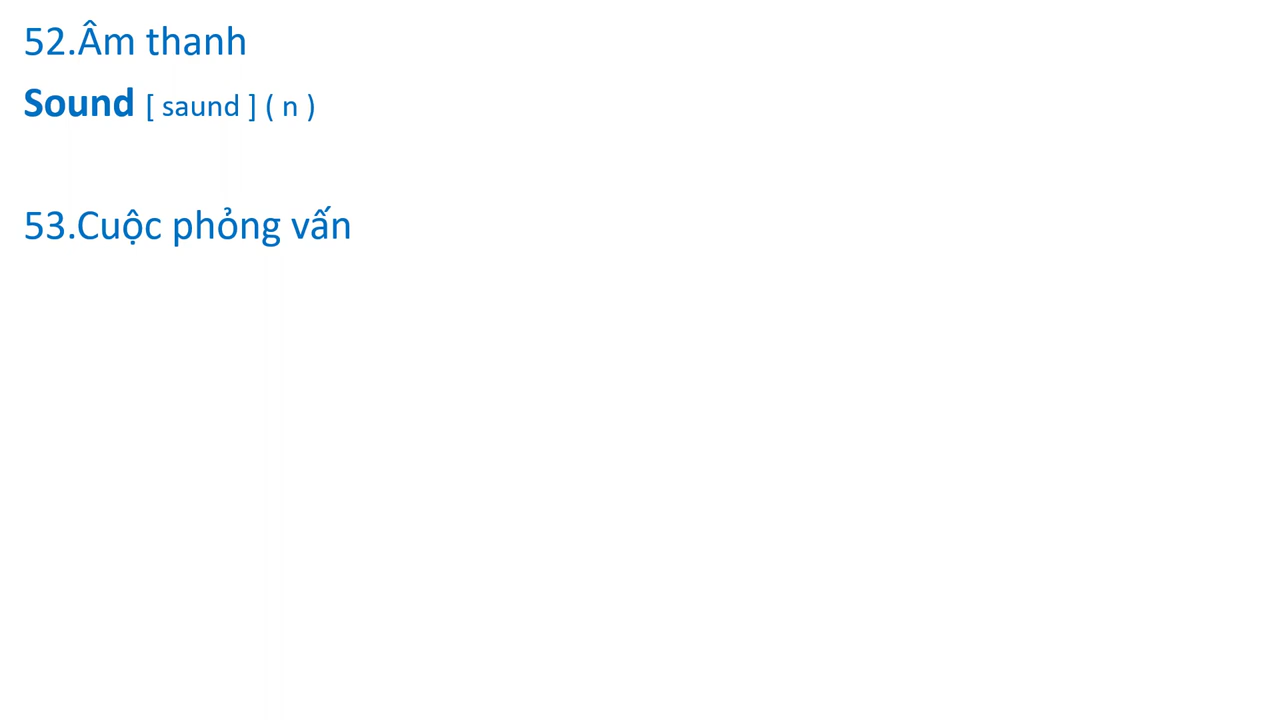 52.Âm thanh
Sound [ saund ] ( n )
53.Cuộc phỏng vấn